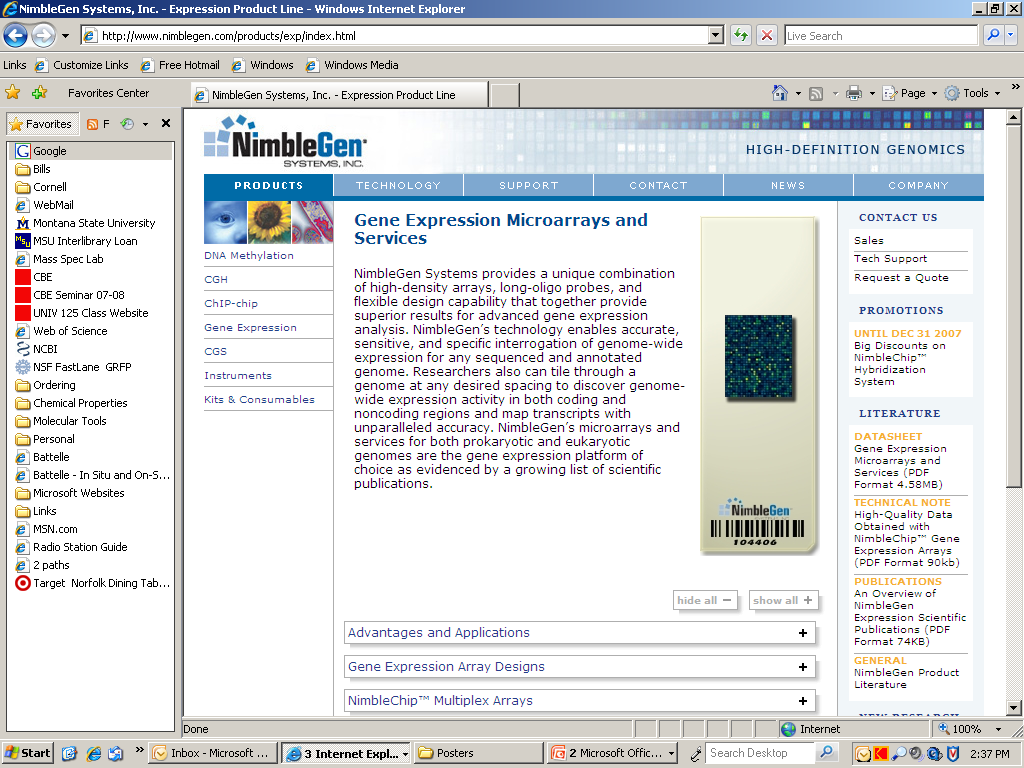 NimbleGen Systems, Inc. - Expression Product Line - Windows Internet Explorer
http://www.nimblegen.com/products/exp/index.html
Live Search
Links
Customize Links
Free Hotmail
Windows
Windows Media
Favorites Center
NimbleGen Systems, Inc. - Expression Product Line
Page
Tools
Favorites
F
Google
Bills
Cornell
WebMail
Montana State University
MSU Interlibrary Loan
Mass Spec Lab
CBE
CBE Seminar 07-08
UNIV 125 Class Website
Web of Science
NCBI
NSF FastLane GRFP
Ordering
Chemical Properties
Molecular Tools
Personal
Battelle
Battelle - In Situ and On-S...
Microsoft Websites
Links
MSN.com
Radio Station Guide
2 paths
Target Norfolk Dining Tab...
NimbleGen
SYSTEMS, INC.
HIGH-DEFINITION GENOMICS
PRODUCTS
TECHNOLOGY
SUPPORT
CONTACT
NEWS
COMPANY
DNA Methylation
CGH
ChIP-chip
Gene Expression
CGS
Instruments
Kits & Consumables
Gene Expression Microarrays and
Services
NimbleGen Systems provides a unique combination
of high-density arrays, long-oligo probes, and
flexible design capability that together provide
superior results for advanced gene expression
analysis. NimbleGen´s technology enables accurate,
sensitive, and specific interrogation of genome-wide
expression for any sequenced and annotated
genome. Researchers also can tile through a
genome at any desired spacing to discover genome-
wide expression activity in both coding and
noncoding regions and map transcripts with
unparalleled accuracy. NimbleGen´s microarrays and
services for both prokaryotic and eukaryotic
genomes are the gene expression platform of
choice as evidenced by a growing list of scientific
publications.
NimbleGen
104406
hide all −
show all +
Advantages and Applications +
Gene Expression Array Designs +
NimbleChip™ Multiplex Arrays +
CONTACT US
Sales
Tech Support
Request a Quote
PROMOTIONS
UNTIL DEC 31 2007
Big Discounts on
NimbleChip™
Hybridization
System
LITERATURE
DATASHEET
Gene Expression
Microarrays and
Services (PDF
Format 4.58MB)
TECHNICAL NOTE
High-Quality Data
Obtained with
NimbleChip™ Gene
Expression Arrays
(PDF Format 90kb)
PUBLICATIONS
An Overview of
NimbleGen
Expression Scientific
Publications (PDF
Format 74KB)
GENERAL
NimbleGen Product
Literature
NEW RESEARCH
Done
Internet
100%
Start
Inbox - Microsoft ...
3 Internet Expl...
Posters
2 Microsoft Offic...
Search Desktop
2:37 PM